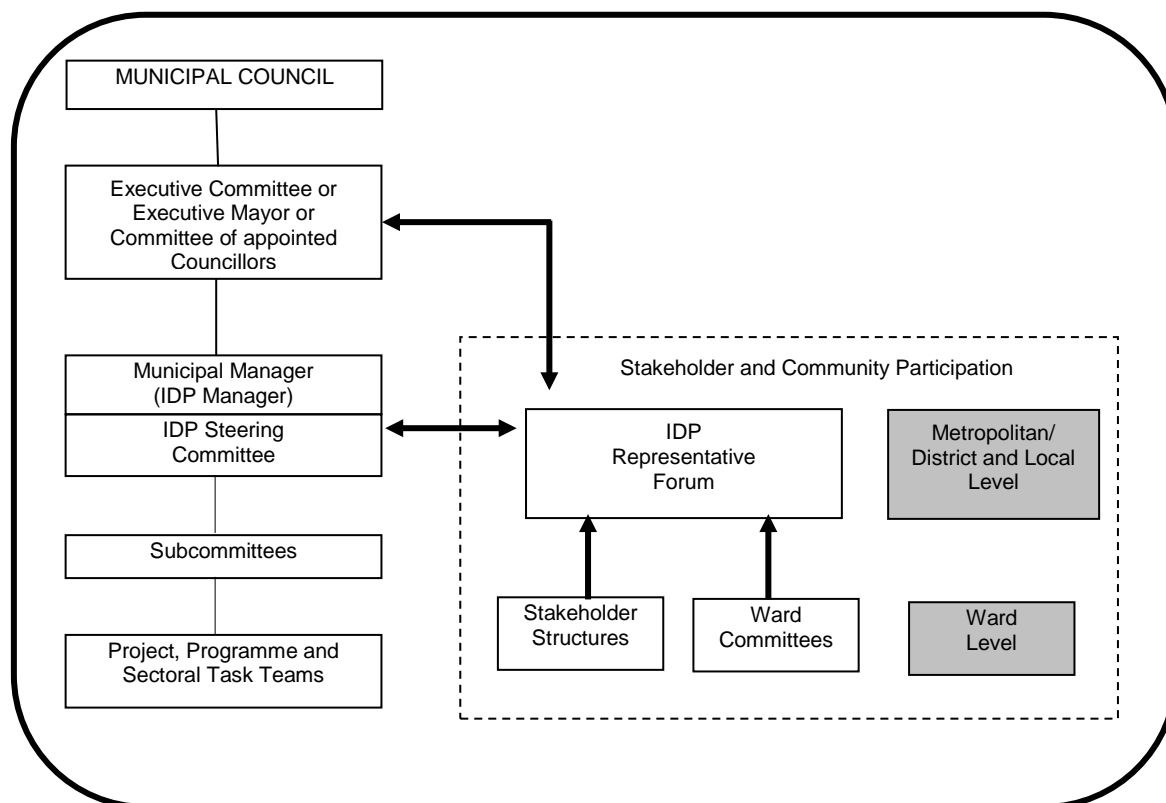 MUNICIPAL COUNCIL
Executive Committee or
Executive Mayor or
Committee of appointed
Councillors
Municipal Manager
(IDP Manager)
IDP Steering
Committee
Subcommittees
Project, Programme and
Sectoral Task Teams
Stakeholder and Community Participation
IDP
Representative
Forum
Metropolitan/
District and Local
Level
Stakeholder
Structures
Ward
Committees
Ward
Level